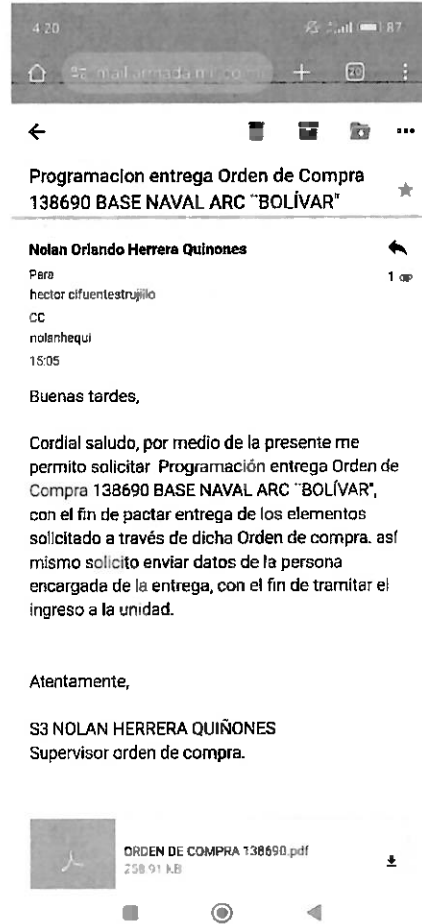 4 20
87
20
Programacion entrega Orden de Compra
138690 BASE NAVAL ARC ¨BOLÍVAR"
Nolan Orlando Herrera Quinones
Para
1
hector cifuentestrujillo
CC
nolanhequi
15:05
Buenas tardes,
Cordial saludo, por medio de la presente me
permito solicitar Programación entrega Orden de
Compra 138690 BASE NAVAL ARC ¨BOLÍVAR",
con el fin de pactar entrega de los elementos
solicitado a través de dicha Orden de compra. así
mismo solicito enviar datos de la persona
encargada de la entrega, con el fin de tramitar el
ingreso a la unidad.
Atentamente,
S3 NOLAN HERRERA QUIÑONES
Supervisor orden de compra.
ORDEN DE COMPRA 138690.pdf
258.91 kB